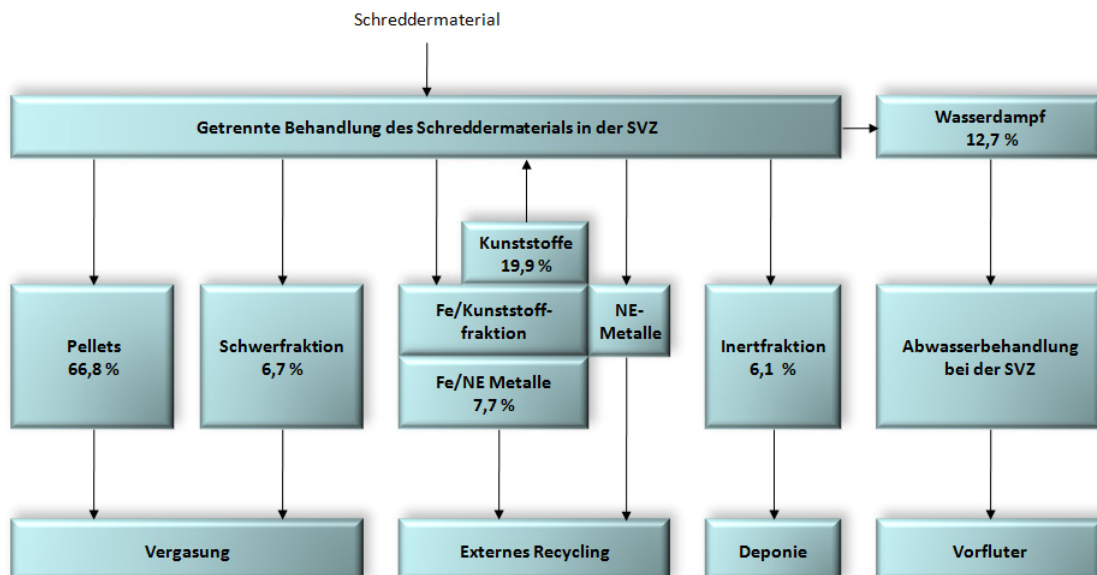 Schreddermaterial
Getrennte Behandlung des Schreddermaterials in der SVZ
Wasserdampf
12,7 %
Kunststoffe
19,9 %
Pellets
66,8 %
Schwerfraktion
6,7 %
Fe/Kunststoff-
fraktion
NE-
Metalle
Fe/NE Metalle
7,7 %
Inertfraktion
6,1 %
Abwasserbehandlung
bei der SVZ
Vergasung
Externes Recycling
Deponie
Vorfluter